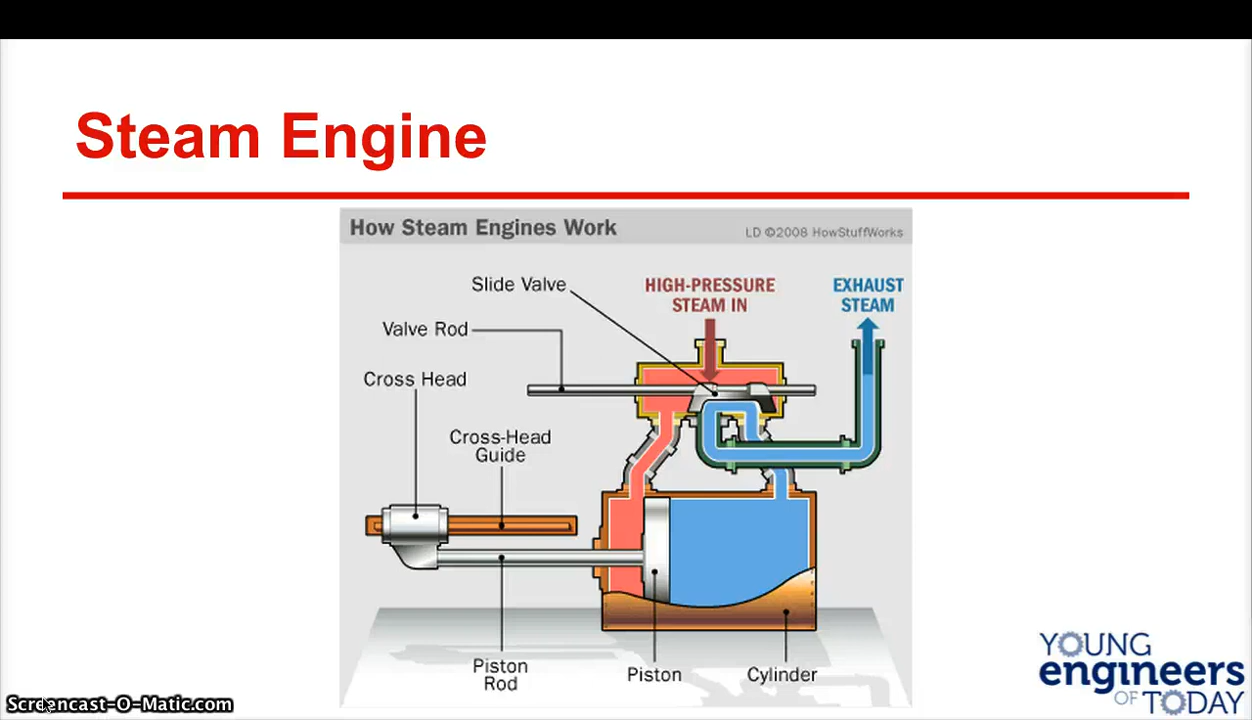 Steam Engine
How Steam Engines Work
LD ©2008 HowStuffWorks
Slide Valve
HIGH-PRESSURE
STEAM IN
EXHAUST
STEAM
Valve Rod
Cross Head
Cross-Head
Guide
Piston
Rod
Piston
Cylinder
YOUNG
engineers
OF TODAY
Screencast-O-Matic.com